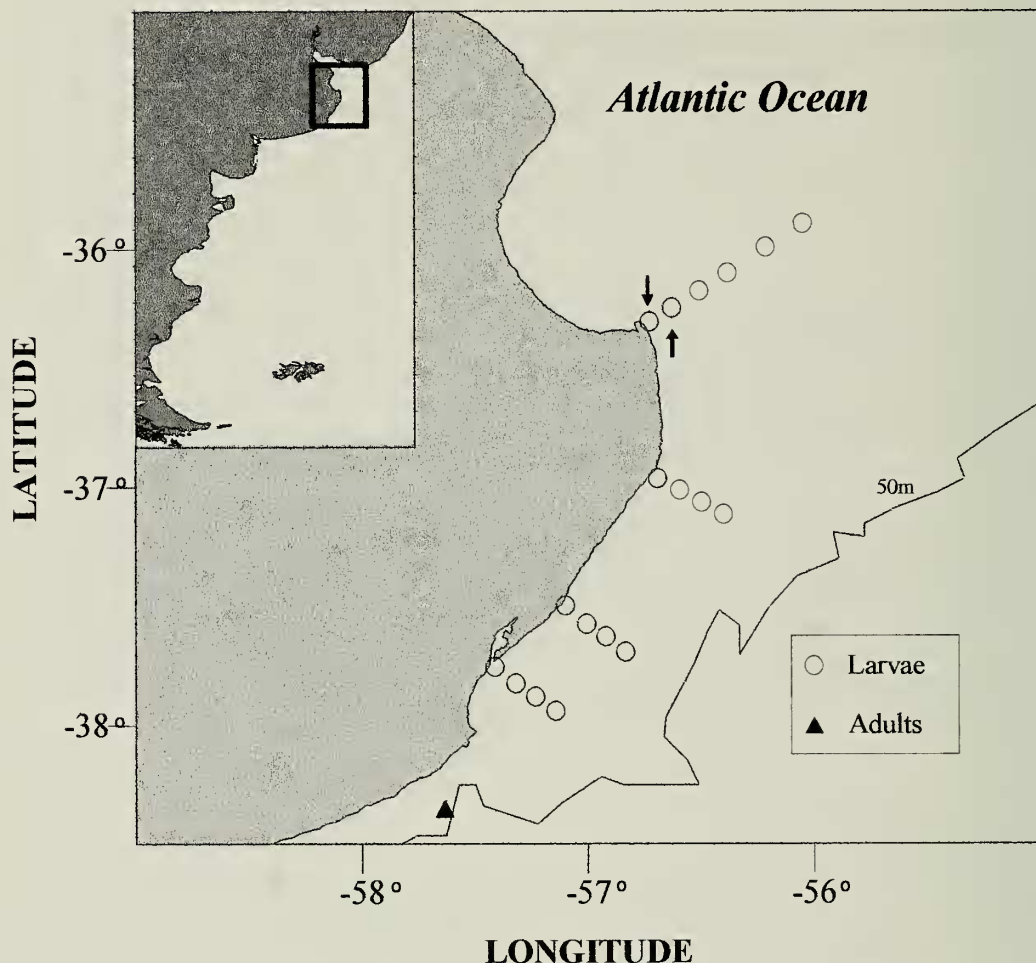 Atlantic Ocean
-36°
-37°
-38°
LATITUDE
50m
Larvae
Adults
-58°
-57°
-56°
LONGITUDE